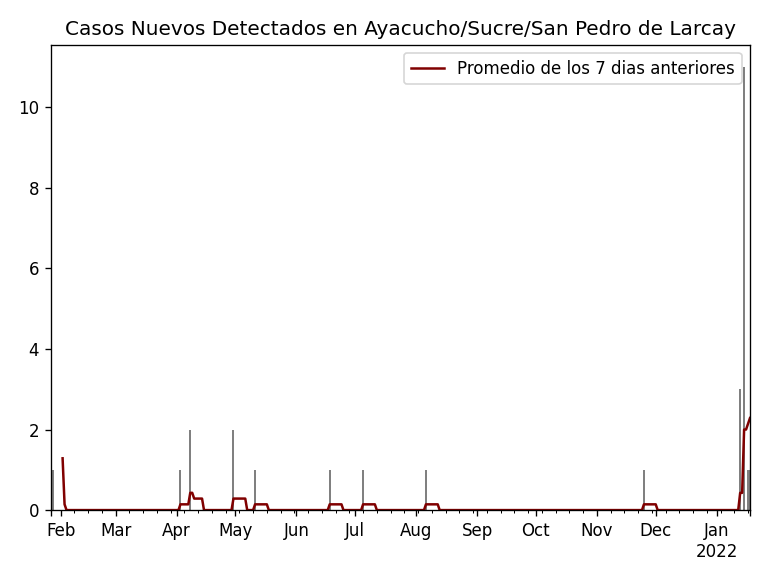 Casos Nuevos Detectados en Ayacucho/Sucre/San Pedro de Larcay
Promedio de los 7 dias anteriores
10
8
6
4
2
0
Feb Mar Apr May Jun Jul Aug Sep Oct Nov Dec Jan
2022